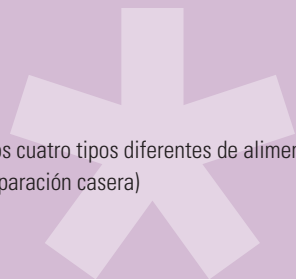 os cuatro tipos diferentes de alimen
paración casera)